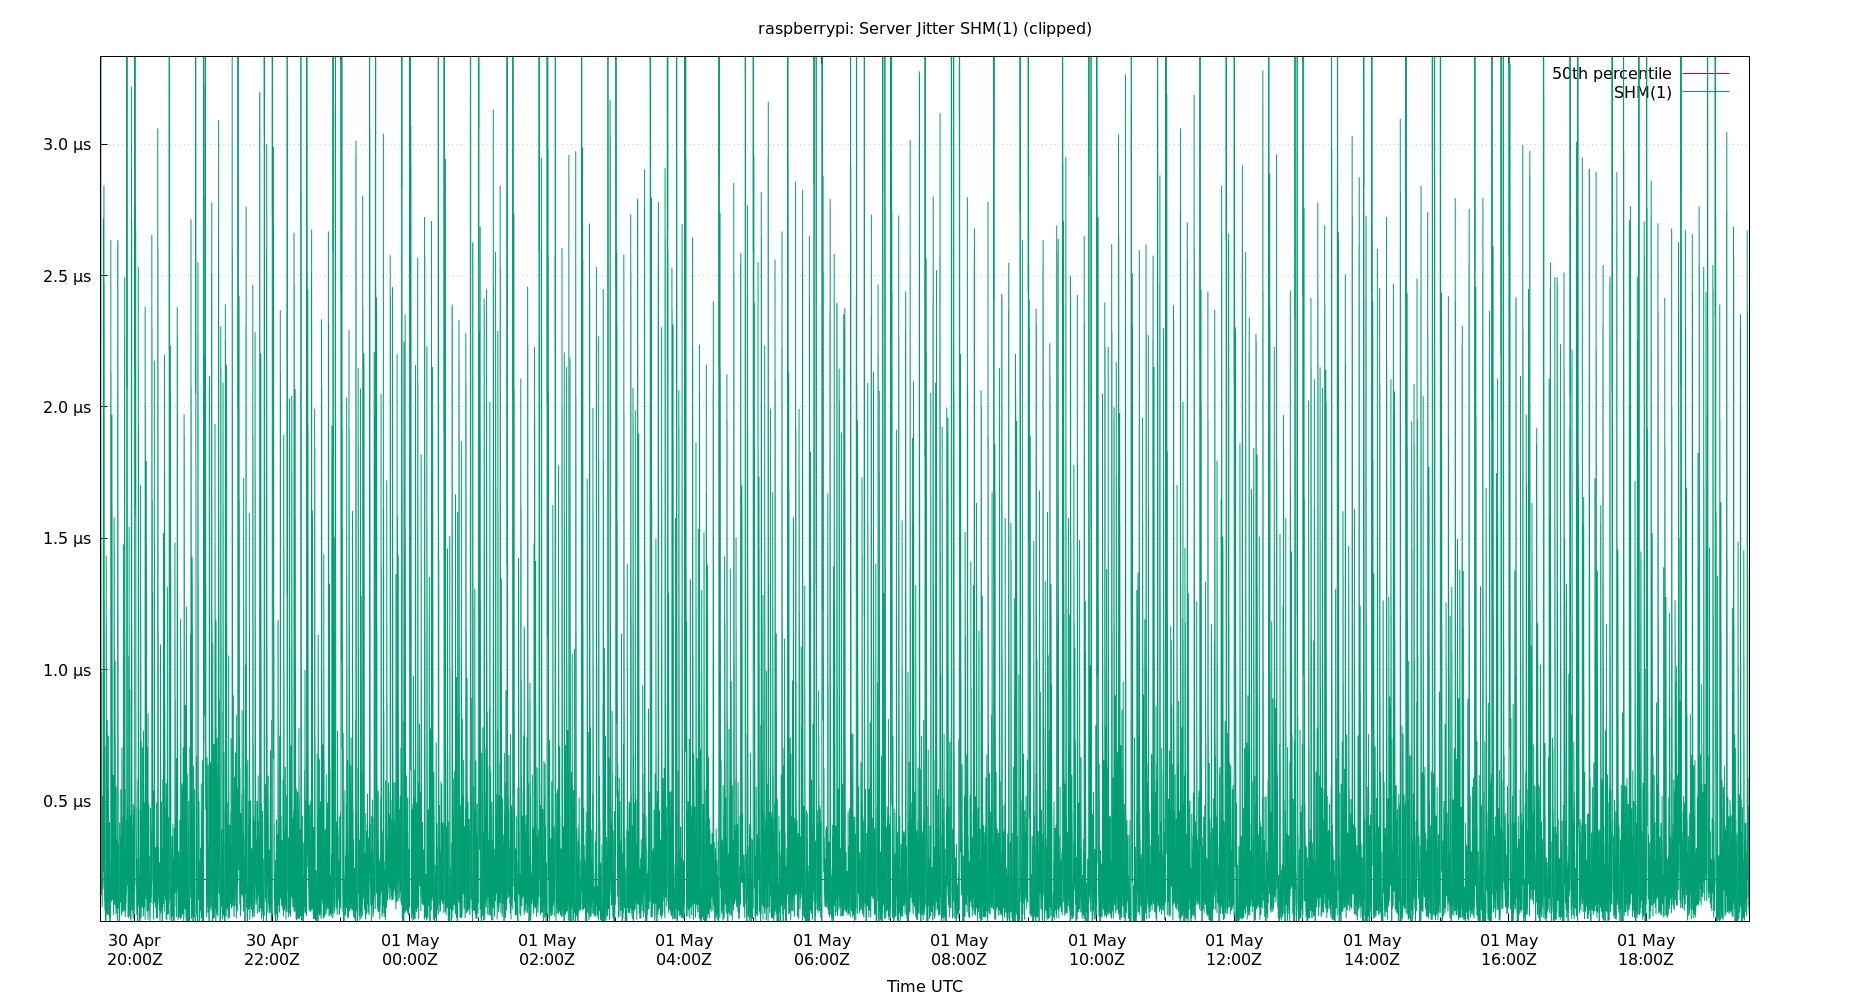 raspberrypi: Server Jitter SHM(1) (clipped)
50th percentile
SHM(1)
3.0 µs
2.5 µs
2.0 µs
1.5 µs
1.0 µs
0.5 µs
30 Apr 30 Apr 01 May 01 May 01 May 01 May 01 May 01 May 01 May 01 May 01 May 01 May
20:00Z 22:00Z 00:00Z 02:00Z 04:00Z 06:00Z 08:00Z 10:00Z 12:00Z 14:00Z 16:00Z 18:00Z
Time UTC